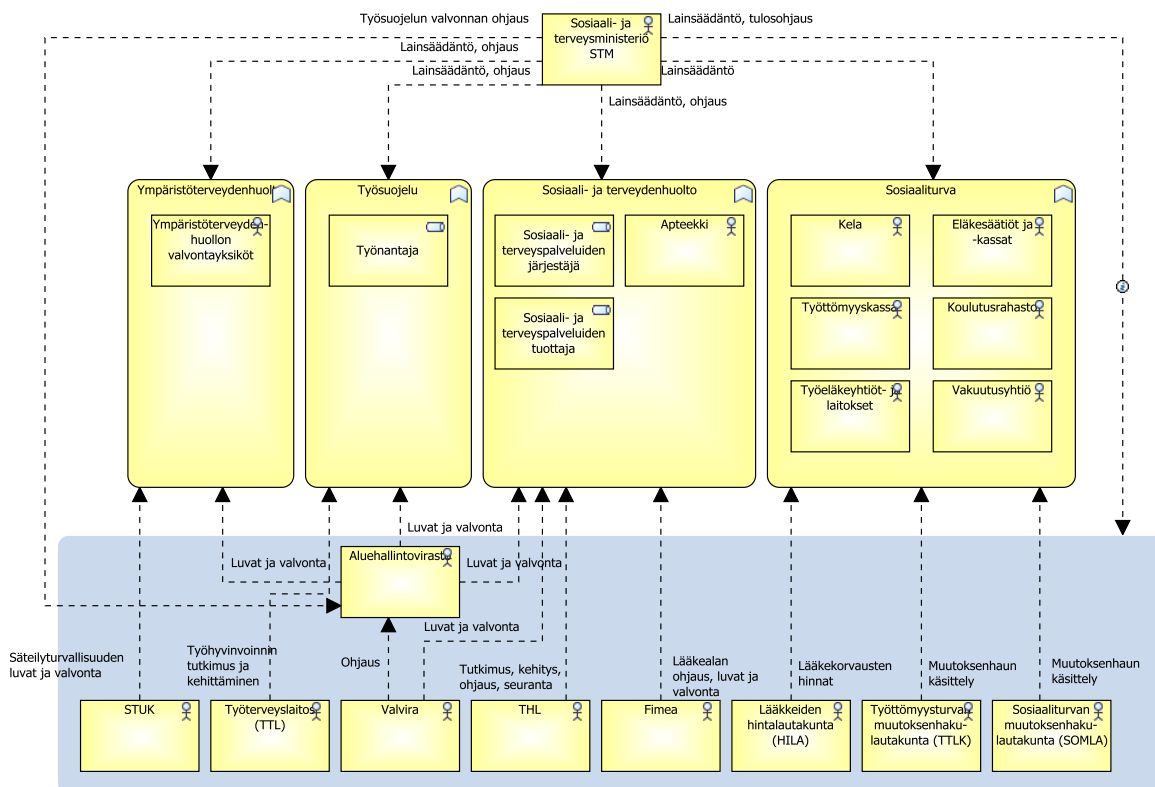 Työsuojelun valvonnan ohjaus
Sosiaali- ja
terveysministeriö
STM
Lainsäädäntö, tulosohjaus
Lainsäädäntö, ohjaus
Lainsäädäntö, ohjaus
Lainsäädäntö
Lainsäädäntö, ohjaus
Ympäristöterveydenhuolto
Ympäristöterveyden-
huollon
valvontayksiköt
Työsuojelu
Työnantaja
Sosiaali- ja terveydenhuolto
Sosiaali- ja
terveyspalveluiden
järjestäjä
Apteekki
Sosiaali- ja
terveyspalveluiden
tuottaja
Sosiaaliturva
Kela
Eläkesäätiöt ja
-kassat
Työttömyyskassa
Koulutusrahasto
Työeläkeyhtiöt- ja
laitokset
Vakuutusyhtiö
Luvat ja valvonta
Aluehallintovirasto
Luvat ja valvonta
Luvat ja valvonta
Luvat ja valvonta
Säteilyturvallisuuden
luvat ja valvonta
Työhyvinvoinnin
tutkimus ja
kehittäminen
Ohjaus
Tutkimus, kehitys,
ohjaus, seuranta
Lääkealan
ohjaus, luvat ja
valvonta
Lääkekorvausten
hinnat
Muutoksenhaun
käsittely
Muutoksenhaun
käsittely
STUK
Työterveyslaitos
(TTL)
Valvira
THL
Fimea
Lääkkeiden
hintalautakunta
(HILA)
Työttömyysturvan
muutoksenhaku-
lautakunta (TTLK)
Sosiaaliturvan
muutoksenhaku-
lautakunta (SOMLA)